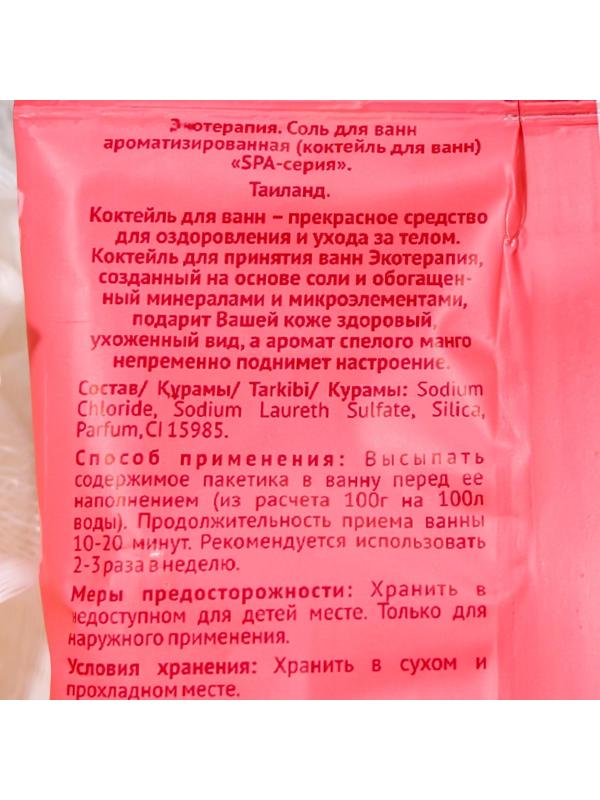 Экотерапия. Соль для ванн
ароматизированная (коктейль для ванн)
«SPA-серия».
Таиланд.
Коктейль для ванн – прекрасное средство
для оздоровления и ухода за телом.
Коктейль для принятия ванн Экотерапия,
созданный на основе соли и обогащен-
ный минералами и микроэлементами,
подарит Вашей коже здоровый,
ухоженный вид, а аромат спелого манго
непременно поднимет настроение.
Состав/ Құрамы/ Tarkibi/ Курамы: Sodium
Chloride, Sodium Laureth Sulfate, Silica,
Parfum, CI 15985.
Способ применения: Высыпать
содержимое пакетика в ванну перед ее
наполнением (из расчета 100г на 100л
воды). Продолжительность приема ванны
10-20 минут. Рекомендуется использовать
2-3 раза в неделю.
Меры предосторожности: Хранить в
недоступном для детей месте. Только для
наружного применения.
Условия хранения: Хранить в сухом и
прохладном месте.